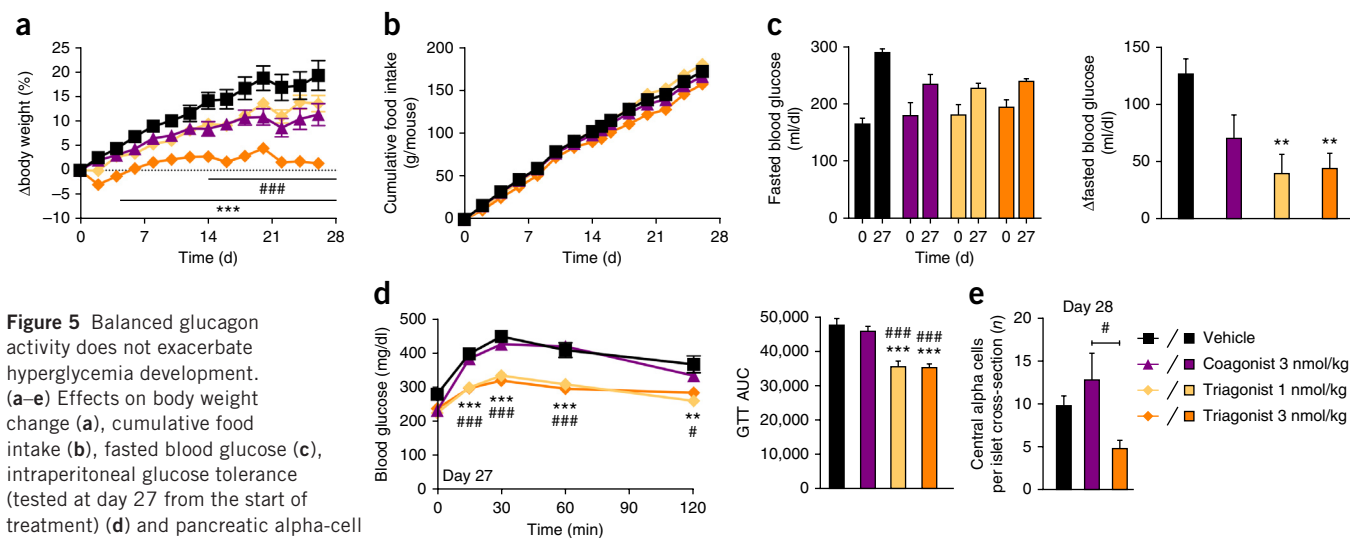 a
Δbody weight (%)
25
20
15
10
5
0
–5
–10
###
***
0 7 14 21 28
Time (d)
b
Cumulative food intake
(g/mouse)
200
150
100
50
0
0 7 14 21 28
Time (d)
c
Fasted blood glucose
(ml/dl)
300
200
100
0
0 27 0 27 0 27 0 27
Time (d)
Δfasted blood glucose
(ml/dl)
150
100
50
0
** **
Figure 5 Balanced glucagon
activity does not exacerbate
hyperglycemia development.
(a–e) Effects on body weight
change (a), cumulative food
intake (b), fasted blood glucose (c),
intraperitoneal glucose tolerance
(tested at day 27 from the start of
treatment) (d) and pancreatic alpha-cell
d
Blood glucose (mg/dl)
500
400
300
200
100
0
*** *** *** **
### ### ### #
Day 27
0 30 60 90 120
Time (min)
GTT AUC
50,000
40,000
30,000
20,000
10,000
0
### ###
*** ***
e
Day 28
#
Central alpha cells
per islet cross-section (n)
20
15
10
5
0
/ Vehicle
/ Coagonist 3 nmol/kg
/ Triagonist 1 nmol/kg
/ Triagonist 3 nmol/kg